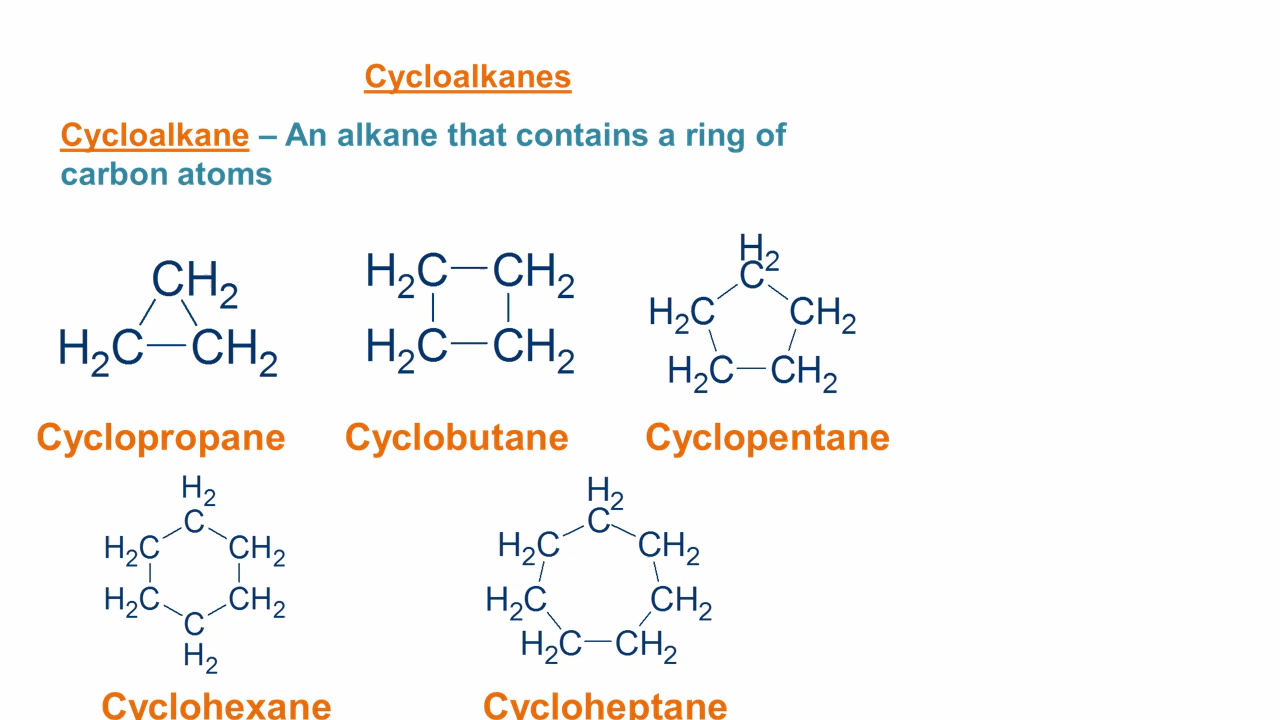 Cycloalkanes
Cycloalkane – An alkane that contains a ring of
carbon atoms
CH2
H2C CH2
H2C CH2
H2C CH2
H2
C
H2C CH2
H2C CH2
Cyclopropane Cyclobutane Cyclopentane
H2
C
H2C CH2
H2C CH2
C
H2
H2
C
H2C CH2
H2C CH2
H2C CH2
Cyclohexane Cycloheptane